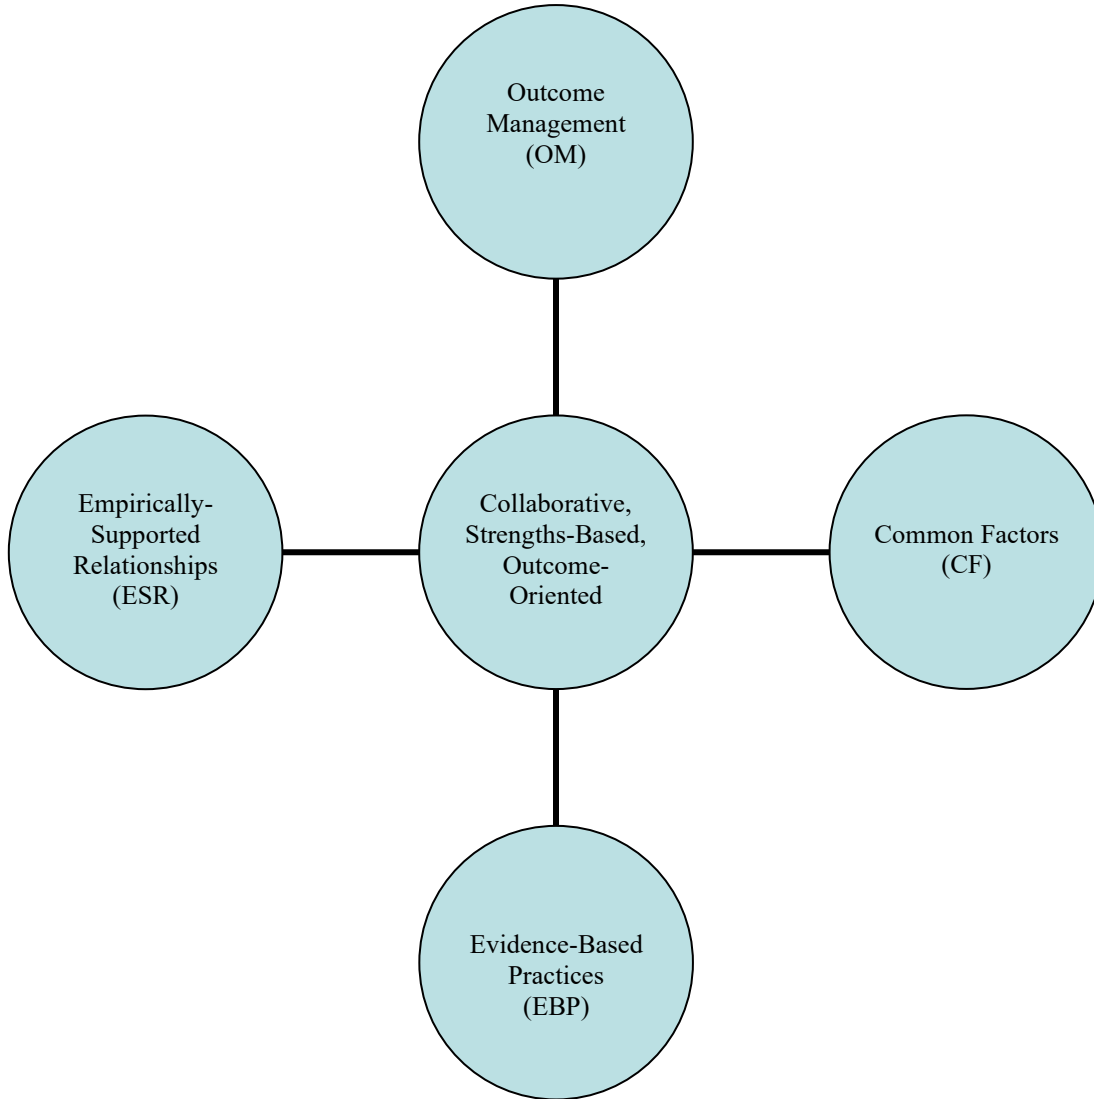 Outcome
Management
(OM)
Empirically-
Supported
Relationships
(ESR)
Collaborative,
Strengths-Based,
Outcome-
Oriented
Common Factors
(CF)
Evidence-Based
Practices
(EBP)